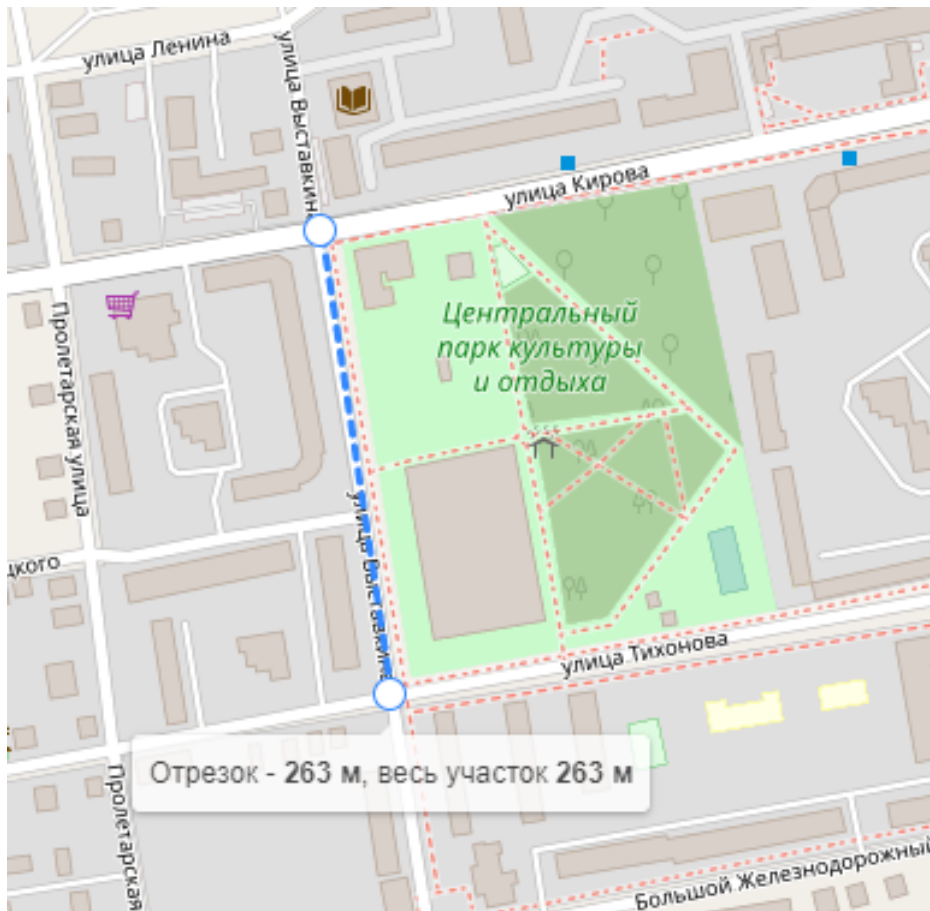 улица Ленина
улица Выставкина
улица Кирова
Пролетарская улица
Центральный
парк культуры
и отдыха
улица Выставкина
цкого
улица Тихонова
Отрезок - 263 м, весь участок 263 м
Пролетарская
Большой Железнодорожный